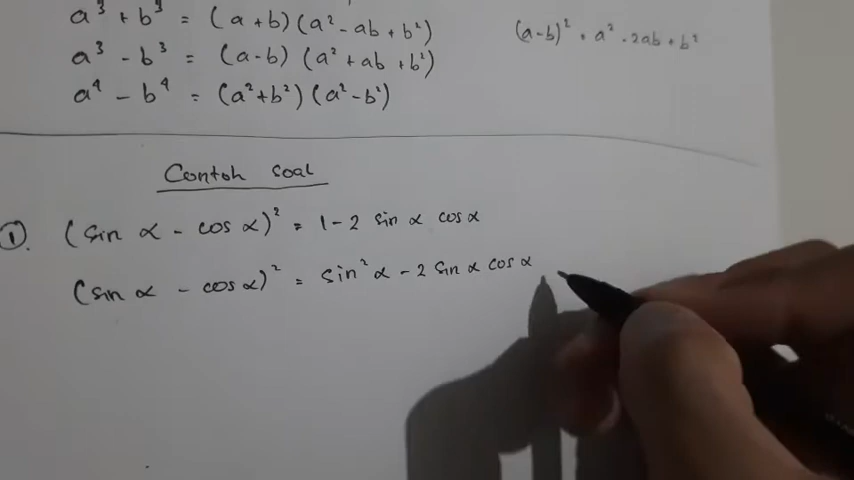 a³ + b³ = (a + b) (a² - ab + b²)
(a-b)² = a² - 2ab + b²
a³ - b³ = (a-b) (a² + ab + b²)
a⁴ - b⁴ = (a²+b²) (a²-b²)
Contoh soal
1. (sin α - cos α)² = 1 - 2 sin α cos α
(sin α - cos α)² = sin² α - 2 sin α cos α